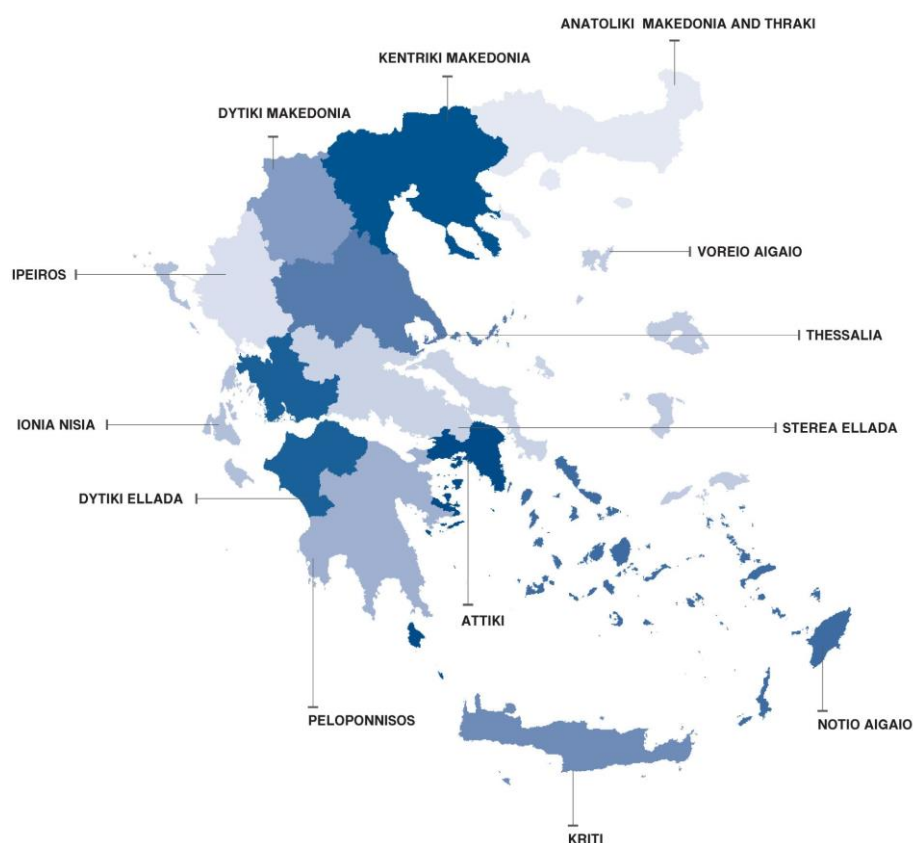 ANATOLIKI MAKEDONIA AND THRAKI
KENTRIKI MAKEDONIA
DYTIKI MAKEDONIA
VOREIO AIGAIO
IPEIROS
THESSALIA
IONIA NISIA
STEREA ELLADA
DYTIKI ELLADA
ATTIKI
PELOPONNISOS
NOTIO AIGAIO
KRITI